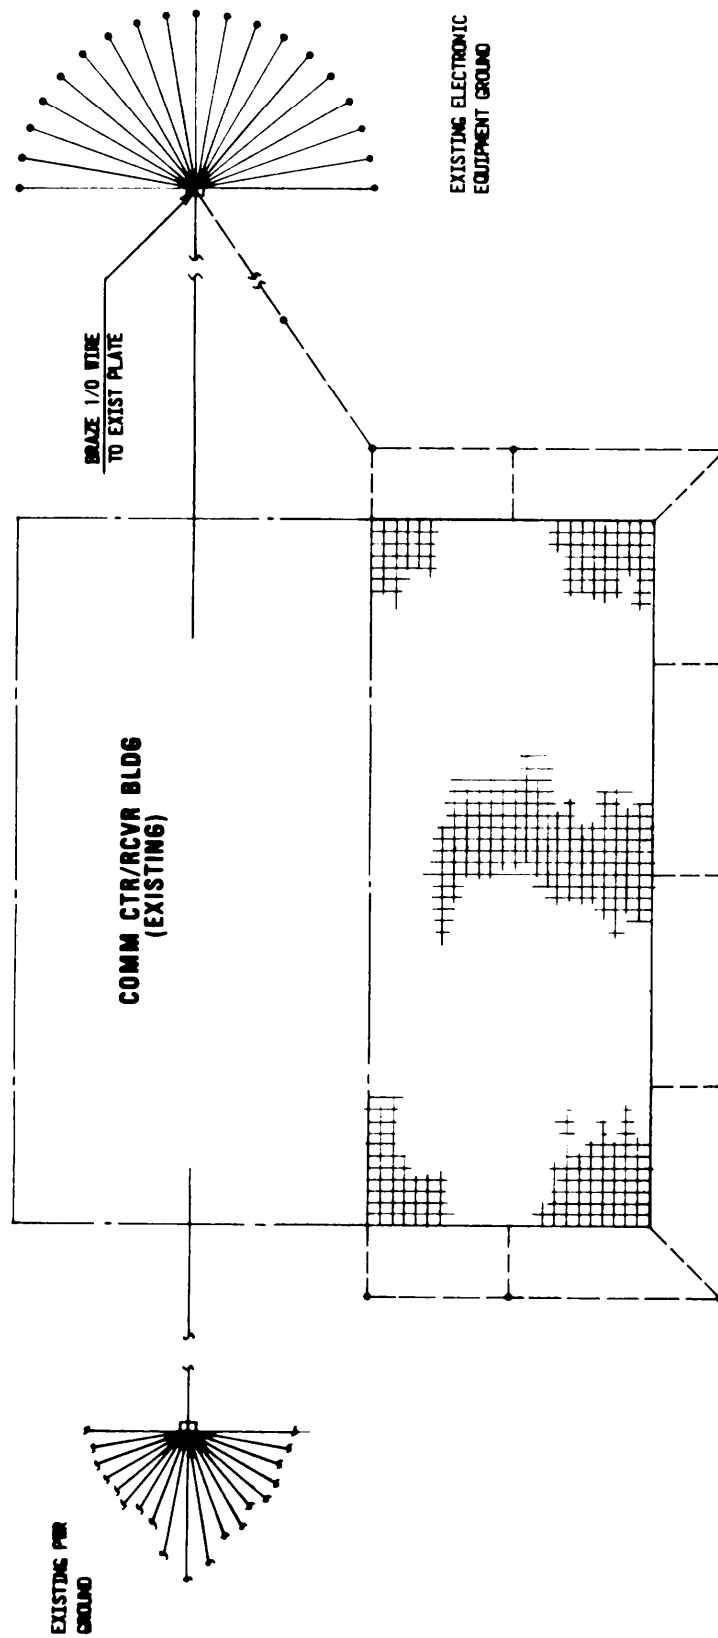 EXISTING PWR
GROUND
COMM CTR/RCVR BLDG
(EXISTING)
BRAZE 1/0 WIRE
TO EXIST PLATE
EXISTING ELECTRONIC
EQUIPMENT GROUND